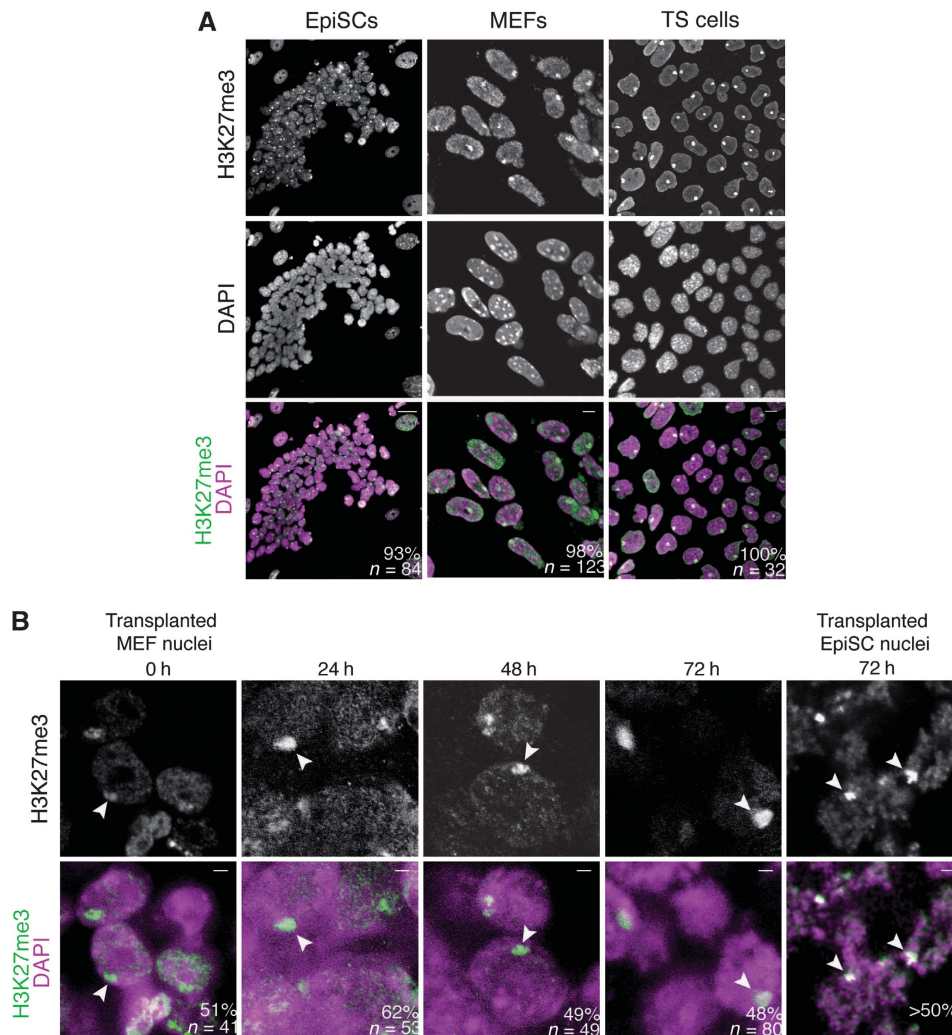 A
EpiSCs MEFs TS cells
H3K27me3
DAPI
H3K27me3
DAPI
93%
n = 84
98%
n = 123
100%
n = 32
B
Transplanted
MEF nuclei
0 h
24 h
48 h
72 h
Transplanted
EpiSC nuclei
72 h
H3K27me3
H3K27me3
DAPI
51%
n = 41
62%
n = 53
49%
n = 49
48%
n = 80
>50%